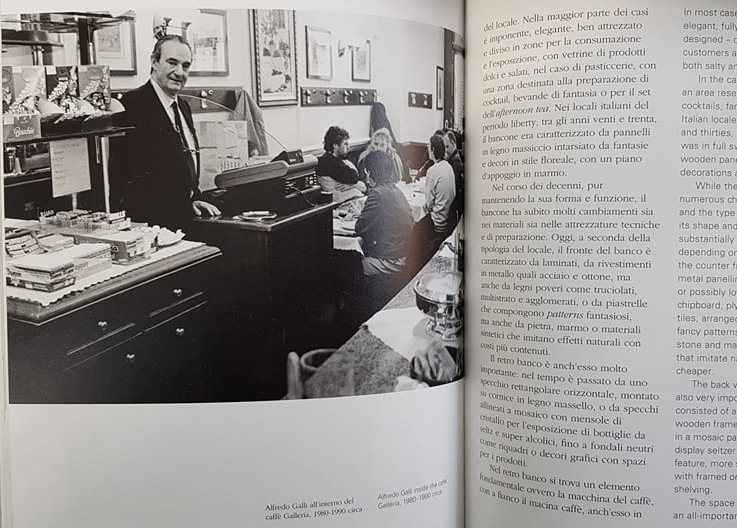 Bouchée
Alfredo Galli all'interno del
caffè Galleria, 1980-1990 circa
Alfredo Galli inside the café
Galleria, 1980-1990 circa
del locale. Nella maggior parte dei casi
è imponente, elegante, ben attrezzato
e diviso in zone per la consumazione
e l'esposizione, con vetrine di prodotti
dolci e salati, nel caso di pasticcerie, con
una zona destinata alla preparazione di
cocktail, bevande di fantasia o per il set
dell'afternoon tea. Nei locali italiani del
periodo liberty, tra gli anni venti e trenta,
il bancone era caratterizzato da pannelli
in legno massiccio intarsiato da fantasie
e decori in stile floreale, con un piano
d'appoggio in marmo.
Nel corso dei decenni, pur
mantenendo la sua forma e funzione, il
bancone ha subito molti cambiamenti sia
nei materiali sia nelle attrezzature tecniche
e di preparazione. Oggi, a seconda della
tipologia del locale, il fronte del banco è
caratterizzato da laminati, da rivestimenti
in metallo quali acciaio e ottone, ma
anche da legni poveri come truciolati,
multistrato e agglomerati, o da piastrelle
che compongono patterns fantasiosi,
ma anche da pietra, marmo o materiali
sintetici che imitano effetti naturali con
costi più contenuti.
Il retro banco è anch'esso molto
importante: nel tempo è passato da uno
specchio rettangolare orizzontale, montato
su cornice in legno massello, o da specchi
allineati a mosaico con mensole di
cristallo per l'esposizione di bottiglie da
seltz e super alcolici, fino a fondali neutri
come riquadri o decori grafici con spazi
per i prodotti.
Nel retro banco si trova un elemento
fondamentale ovvero la macchina del caffè,
con a fianco il macina caffè, anch'esso in
In most case
elegant, fully
designed –
customers a
both salty an
In the ca
an area rese
cocktails, fan
Italian locale
and thirties,
was in full sw
wooden pane
decorations
While the
numerous ch
and the type
its shape and
substantially
depending on
the counter f
metal panellin
or possibly lo
chipboard, ply
tiles, arranged
fancy patterns
stone and ma
that imitate na
cheaper.
The back
also very impo
consisted of a
wooden frame
in a mosaic pa
display seltzer
feature, more
with framed or
shelving.
The space
an all-importan